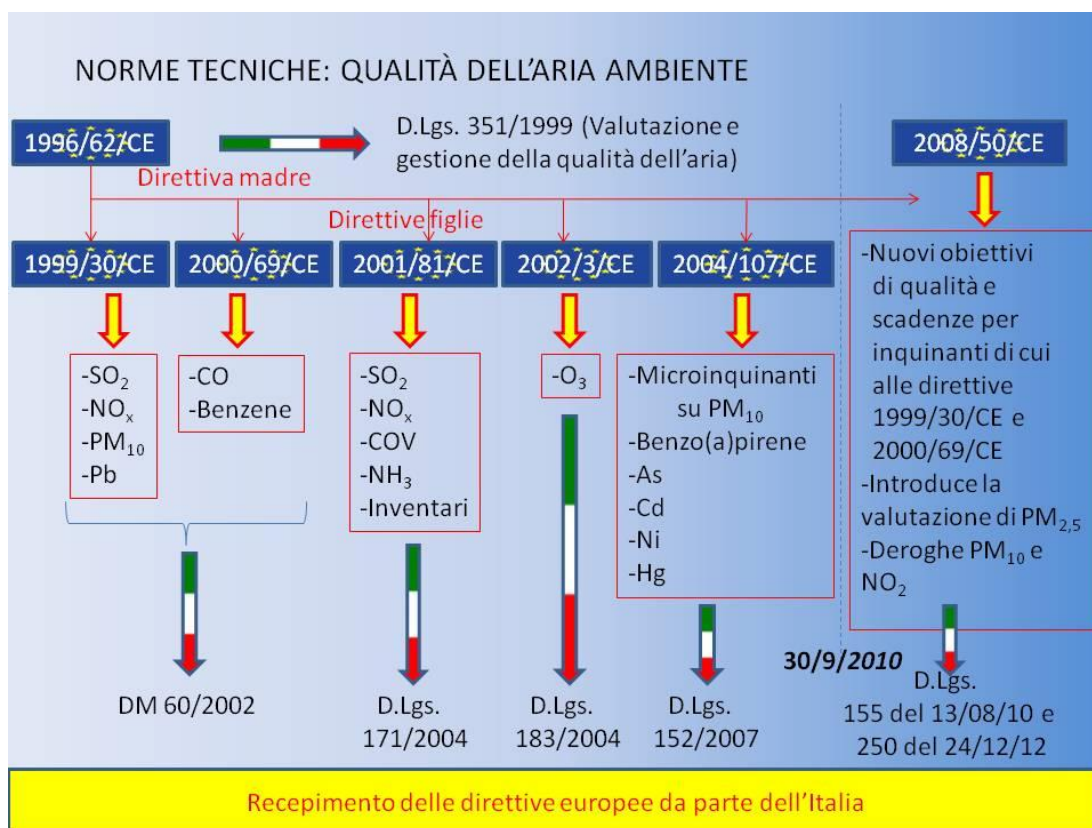 NORME TECNICHE: QUALITÀ DELL'ARIA AMBIENTE
1996/62/CE
D.Lgs. 351/1999 (Valutazione e
gestione della qualità dell'aria)
2008/50/CE
Direttiva madre
Direttive figlie
1999/30/CE
2000/69/CE
2001/81/CE
2002/3/CE
2004/107/CE
-SO₂
-NOₓ
-PM₁₀
-Pb
-CO
-Benzene
-SO₂
-NOₓ
-COV
-NH₃
-Inventari
-O₃
-Microinquinanti
su PM₁₀
-Benzo(a)pirene
-As
-Cd
-Ni
-Hg
-Nuovi obiettivi
di qualità e
scadenze per
inquinanti di cui
alle direttive
1999/30/CE e
2000/69/CE
-Introduce la
valutazione di PM₂,₅
-Deroghe PM₁₀ e
NO₂
DM 60/2002
D.Lgs.
171/2004
D.Lgs.
183/2004
D.Lgs.
152/2007
30/9/2010
D.Lgs.
155 del 13/08/10 e
250 del 24/12/12
Recepimento delle direttive europee da parte dell'Italia